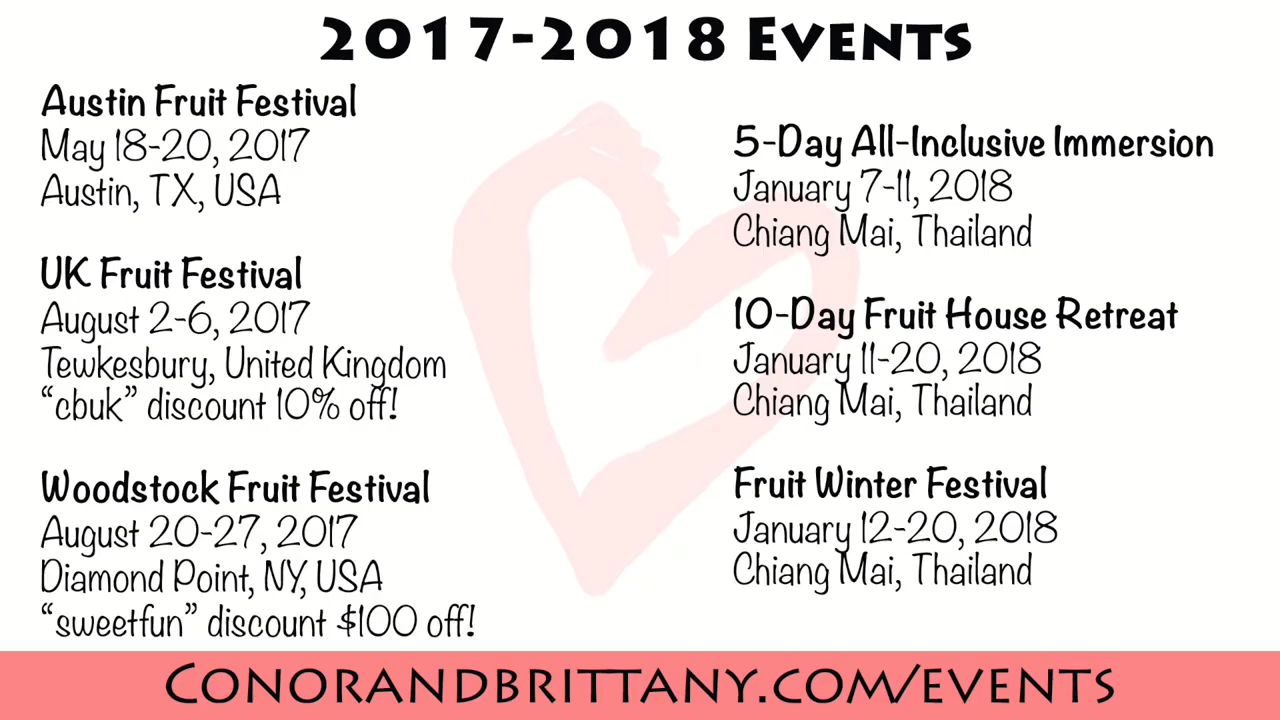 2017-2018 Events
Austin Fruit Festival
May 18-20, 2017
Austin, TX, USA
UK Fruit Festival
August 2-6, 2017
Tewkesbury, United Kingdom
“cbuk” discount 10% off!
Woodstock Fruit Festival
August 20-27, 2017
Diamond Point, NY, USA
“sweetfun” discount $100 off!
5-Day All-Inclusive Immersion
January 7-11, 2018
Chiang Mai, Thailand
10-Day Fruit House Retreat
January 11-20, 2018
Chiang Mai, Thailand
Fruit Winter Festival
January 12-20, 2018
Chiang Mai, Thailand
Conorandbrittany.com/events